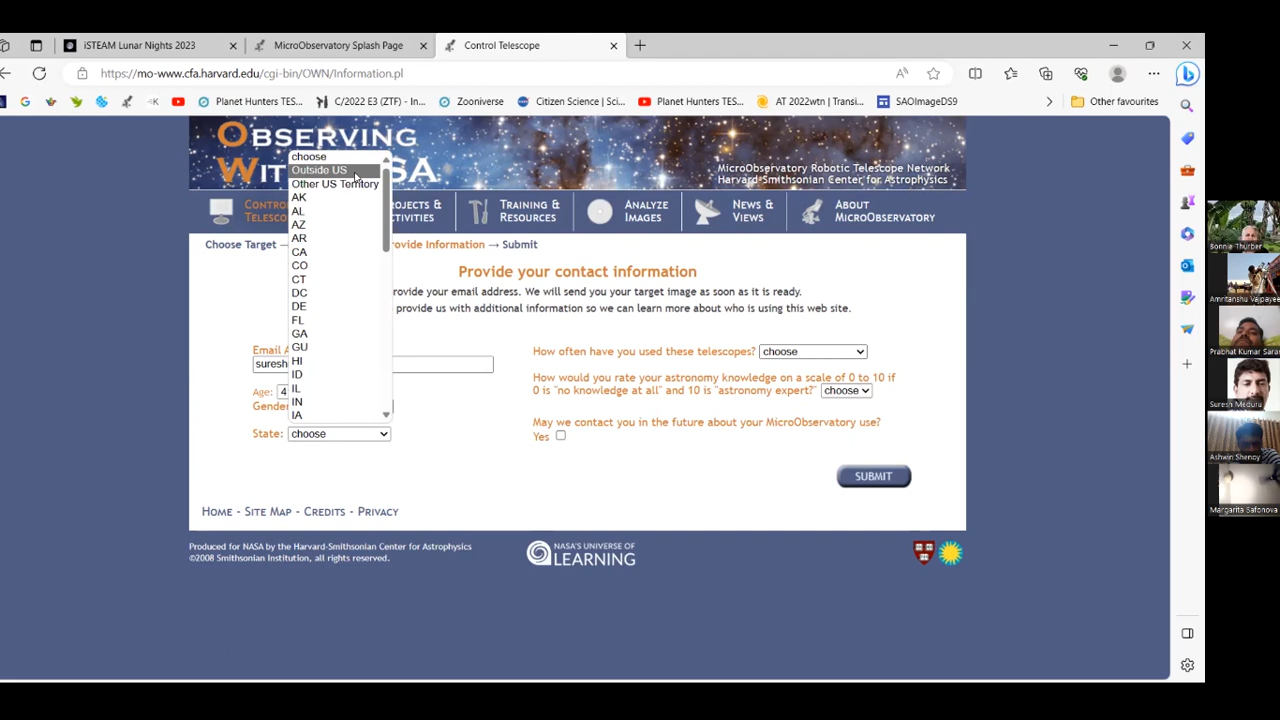 iSTEAM Lunar Nights 2023
MicroObservatory Splash Page
Control Telescope
https://mo-www.cfa.harvard.edu/cgi-bin/OWN/Information.pl
Planet Hunters TES...
C/2022 E3 (ZTF) - In...
Zooniverse
Citizen Science | Sci...
Planet Hunters TES...
AT 2022wtn | Transi...
SAOImageDS9
Other favourites
OBSERVING
MicroObservatory Robotic Telescope Network
Harvard-Smithsonian Center for Astrophysics
TRAINING &
RESOURCES
ANALYZE
IMAGES
NEWS &
VIEWS
ABOUT
MICROOBSERVATORY
Choose Target → Provide Information → Submit
Provide your contact information
provide your email address. We will send you your target image as soon as it is ready.
provide us with additional information so we can learn more about who is using this web site.
Email A
suresh
Age: 4
Gender
State: choose
choose
Outside US
Other US Territory
AK
AL
AZ
AR
CA
CO
CT
DC
DE
FL
GA
GU
HI
ID
IL
IN
IA
How often have you used these telescopes? choose
How would you rate your astronomy knowledge on a scale of 0 to 10 if
0 is "no knowledge at all" and 10 is "astronomy expert?" choose
May we contact you in the future about your MicroObservatory use?
Yes
SUBMIT
HOME - SITE MAP - CREDITS - PRIVACY
Produced for NASA by the Harvard-Smithsonian Center for Astrophysics
©2008 Smithsonian Institution, all rights reserved.
NASA'S UNIVERSE OF
LEARNING
Bonnie Thurber
Amritanshu Vajpayee
Prabhat Kumar Saran
Suresh Meduru
Ashwin Shenoy
Margarita Safonova